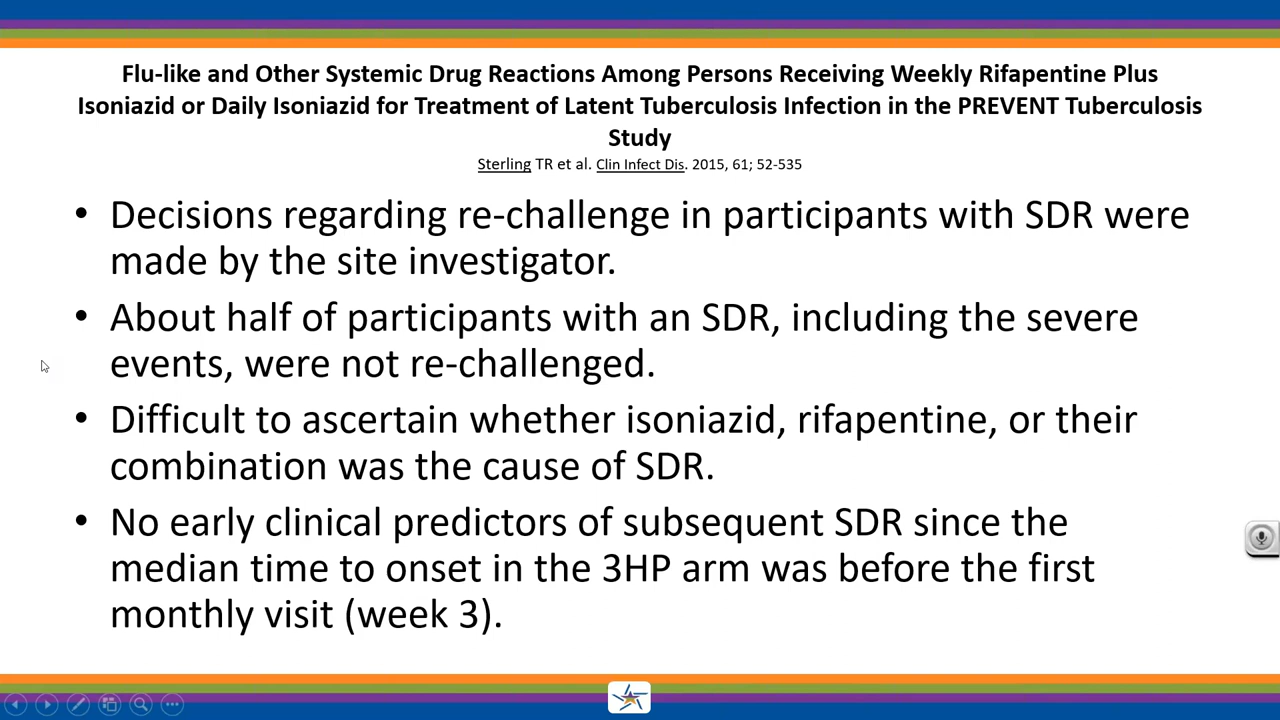 Flu-like and Other Systemic Drug Reactions Among Persons Receiving Weekly Rifapentine Plus
Isoniazid or Daily Isoniazid for Treatment of Latent Tuberculosis Infection in the PREVENT Tuberculosis
Study
Sterling TR et al. Clin Infect Dis. 2015, 61; 52-535
• Decisions regarding re-challenge in participants with SDR were
made by the site investigator.
• About half of participants with an SDR, including the severe
events, were not re-challenged.
• Difficult to ascertain whether isoniazid, rifapentine, or their
combination was the cause of SDR.
• No early clinical predictors of subsequent SDR since the
median time to onset in the 3HP arm was before the first
monthly visit (week 3).